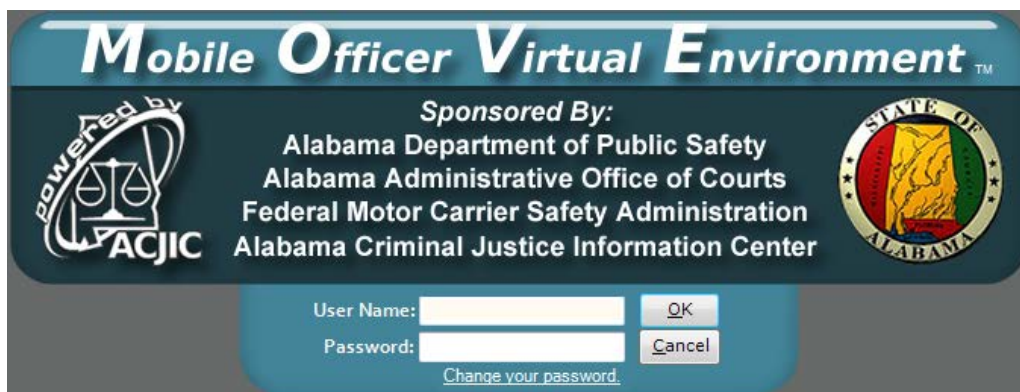 Mobile Officer Virtual Environment TM
powered by
ACJIC
Sponsored By:
Alabama Department of Public Safety
Alabama Administrative Office of Courts
Federal Motor Carrier Safety Administration
Alabama Criminal Justice Information Center
STATE OF
ALABAMA
User Name:
OK
Password:
Cancel
Change your password.